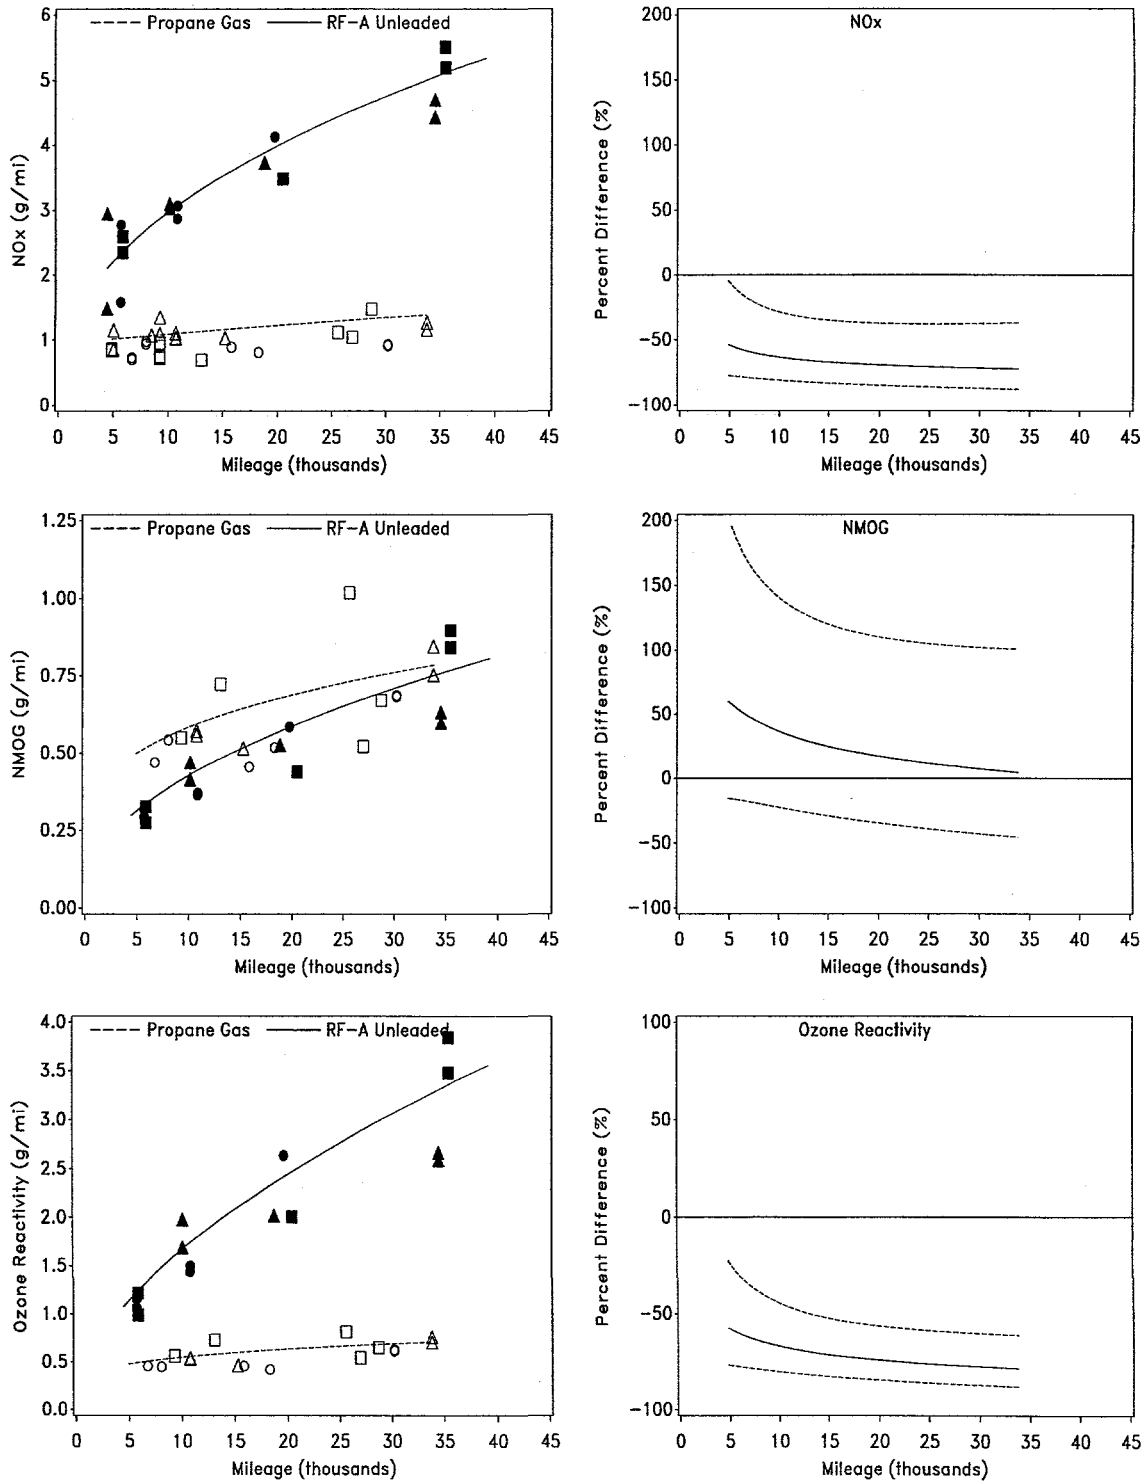 Propane Gas RF-A Unleaded
6
5
4
3
2
1
0
NOx (g/mi)
0 5 10 15 20 25 30 35 40 45
Mileage (thousands)
NOx
200
150
100
50
0
-50
-100
Percent Difference (%)
0 5 10 15 20 25 30 35 40 45
Mileage (thousands)
Propane Gas RF-A Unleaded
1.25
1.00
0.75
0.50
0.25
0.00
NMOG (g/mi)
0 5 10 15 20 25 30 35 40 45
Mileage (thousands)
NMOG
200
150
100
50
0
-50
-100
Percent Difference (%)
0 5 10 15 20 25 30 35 40 45
Mileage (thousands)
Propane Gas RF-A Unleaded
4.0
3.5
3.0
2.5
2.0
1.5
1.0
0.5
0.0
Ozone Reactivity (g/mi)
0 5 10 15 20 25 30 35 40 45
Mileage (thousands)
Ozone Reactivity
100
50
0
-50
-100
Percent Difference (%)
0 5 10 15 20 25 30 35 40 45
Mileage (thousands)